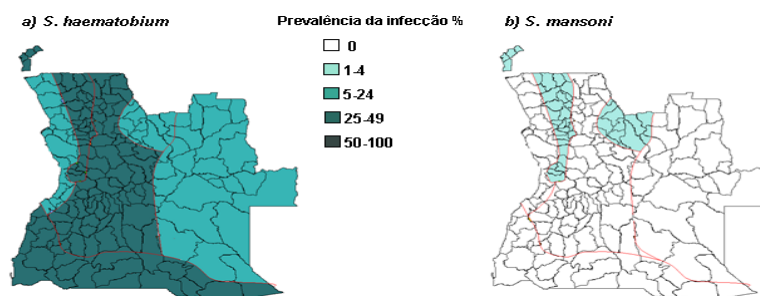 a) S. haematobium
Prevalência da infecção %
0
1-4
5-24
25-49
50-100
b) S. mansoni